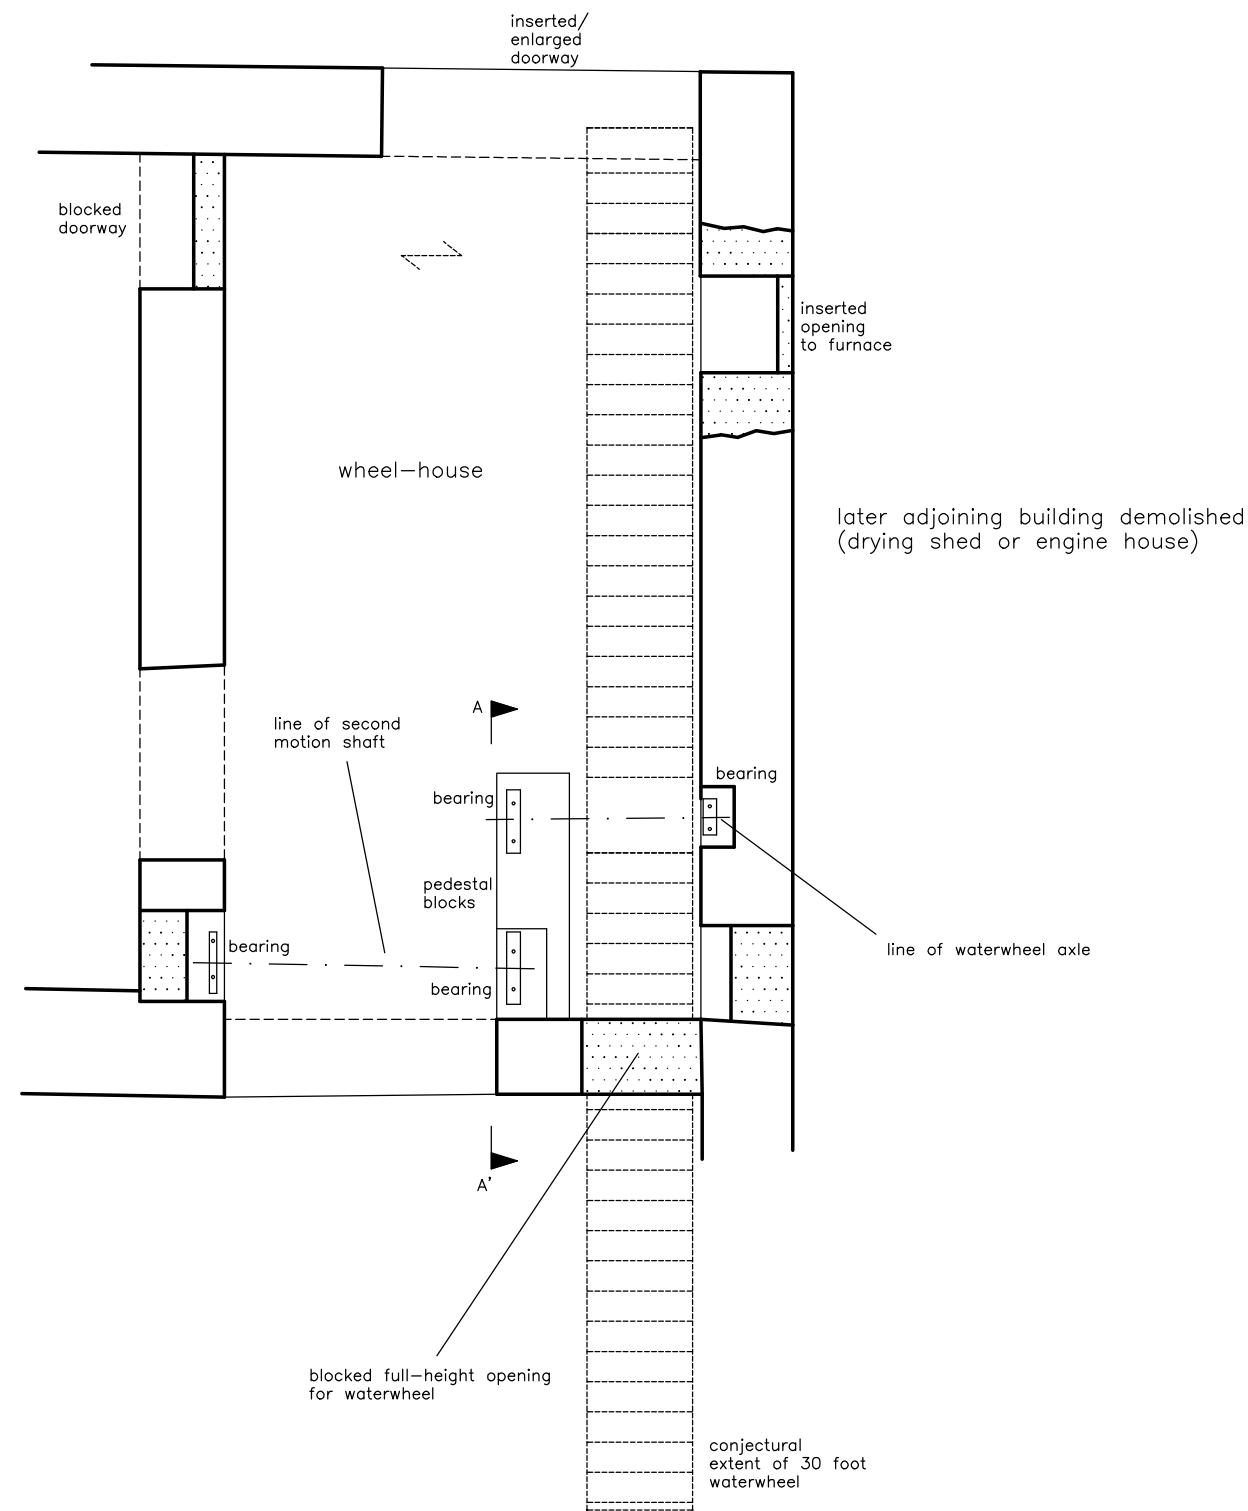 inserted/
enlarged
doorway
blocked
doorway
inserted
opening
to furnace
wheel-house
later adjoining building demolished
(drying shed or engine house)
A
line of second
motion shaft
bearing
bearing
pedestal
blocks
bearing
line of waterwheel axle
bearing
A'
blocked full-height opening
for waterwheel
conjectural
extent of 30 foot
waterwheel